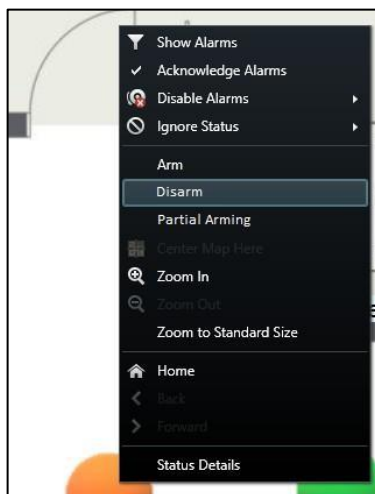 Show Alarms
Acknowledge Alarms
Disable Alarms
Ignore Status
Arm
Disarm
Partial Arming
Center Map Here
Zoom In
Zoom Out
Zoom to Standard Size
Home
Back
Forward
Status Details